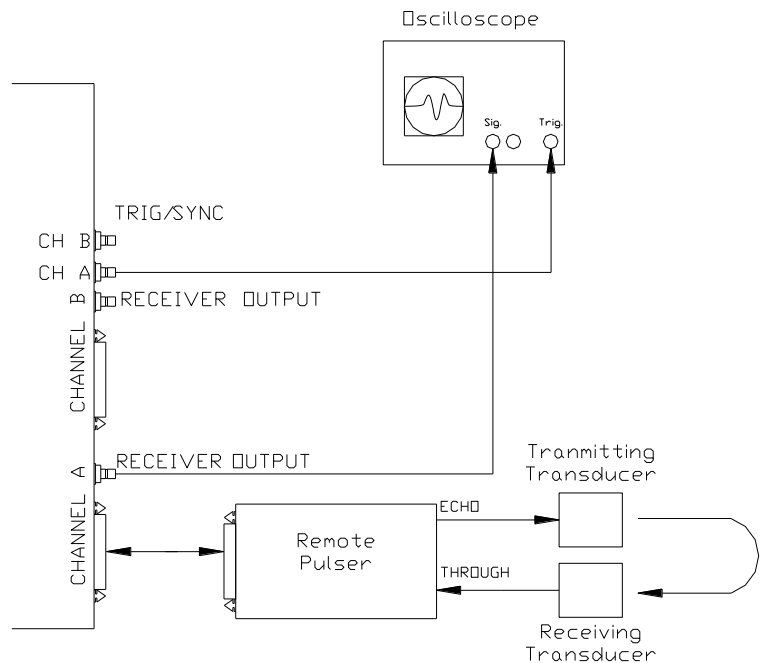 Oscilloscope
Sig.
Trig.
TRIG/SYNC
CH B
CH A
B
RECEIVER OUTPUT
CHANNEL
A
RECEIVER OUTPUT
CHANNEL
Remote
Pulser
ECHO
THROUGH
Tranmitting
Transducer
Receiving
Transducer